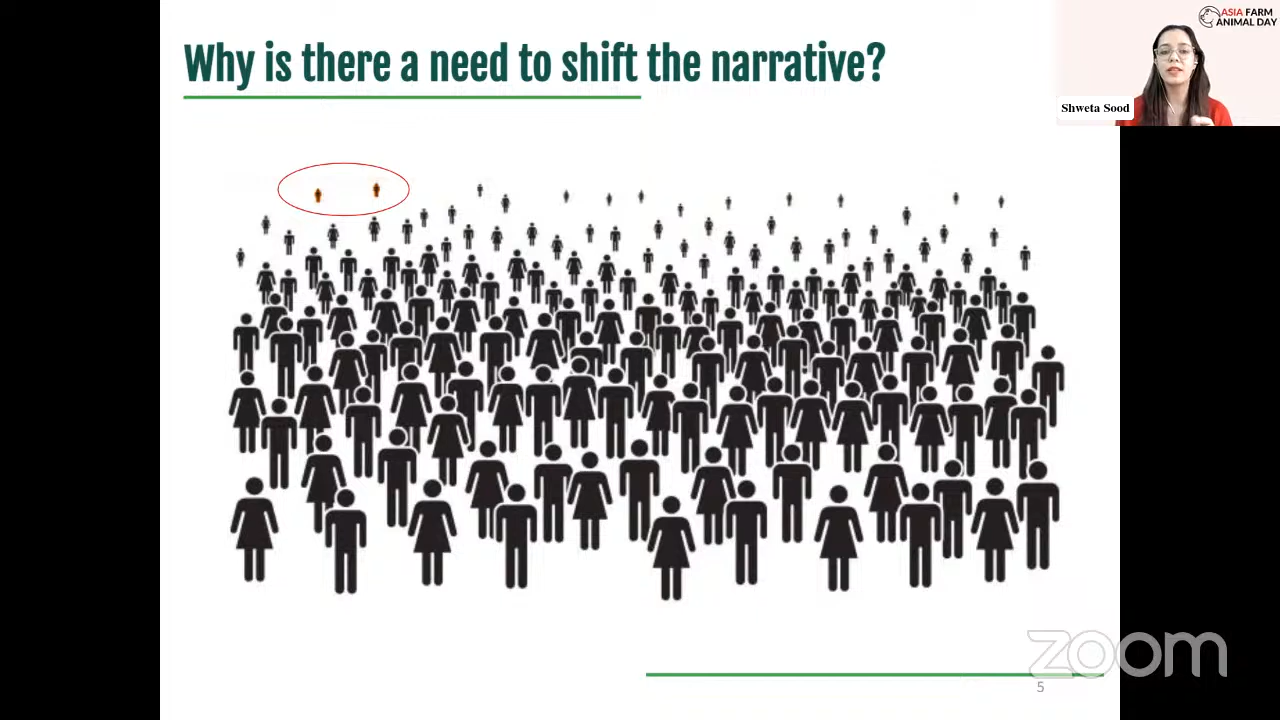 Why is there a need to shift the narrative?
ASIA FARM
ANIMAL DAY
Shweta Sood
zoom
5